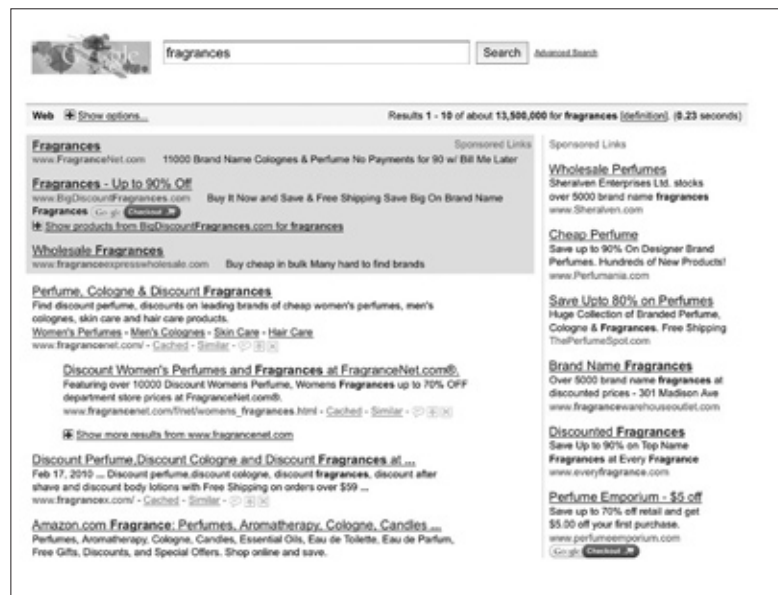 fragrances
Search
Advanced Search
Web Show options...
Results 1 - 10 of about 13,500,000 for fragrances [definition]. (0.23 seconds)
Fragrances
Sponsored Links
www.FragranceNet.com 11000 Brand Name Colognes & Perfume No Payments for 90 w/ Bill Me Later
Fragrances - Up to 90% Off
www.BigDiscountFragrances.com Buy It Now and Save & Free Shipping Save Big On Brand Name
Fragrances Google Checkout
Show products from BigDiscountFragrances.com for fragrances
Wholesale Fragrances
www.fragranceexpresswholesale.com Buy cheap in bulk Many hard to find brands
Perfume, Cologne & Discount Fragrances
Find discount perfume, discounts on leading brands of cheap women's perfumes, men's
colognes, skin care and hair care products.
Women's Perfumes - Men's Colognes - Skin Care - Hair Care
www.fragrancenet.com/ - Cached - Similar -
Discount Women's Perfumes and Fragrances at FragranceNet.com®.
Featuring over 10000 Discount Womens Perfume, Womens Fragrances up to 70% OFF
department store prices at FragranceNet.com®.
www.fragrancenet.com/f/net/womens_fragrances.html - Cached - Similar -
Show more results from www.fragrancenet.com
Discount Perfume,Discount Cologne and Discount Fragrances at ...
Feb 17, 2010 ... Discount perfume,discount cologne, discount fragrances, discount after
shave and discount body lotions with Free Shipping on orders over $59 ...
www.fragrancex.com/ - Cached - Similar -
Amazon.com Fragrance: Perfumes, Aromatherapy, Cologne, Candles ...
Perfumes, Aromatherapy, Cologne, Candles, Essential Oils, Eau de Toilette, Eau de Parfum,
Free Gifts, Discounts, and Special Offers. Shop online and save.
Sponsored Links
Wholesale Perfumes
Sheralven Enterprises Ltd. stocks
over 5000 brand name fragrances
www.Sheralven.com
Cheap Perfume
Save up to 90% On Designer Brand
Perfumes. Hundreds of New Products!
www.Perfumania.com
Save Upto 80% on Perfumes
Huge Collection of Branded Perfume,
Cologne & Fragrances. Free Shipping
ThePerfumeSpot.com
Brand Name Fragrances
Over 5000 brand name fragrances at
discounted prices - 301 Madison Ave
www.fragrancewarehouseoutlet.com
Discounted Fragrances
Save Up to 90% on Top Name
Fragrances at Every Fragrance
www.everyfragrance.com
Perfume Emporium - $5 off
Save up to 70% off retail and get
$5.00 off your first purchase.
www.perfumeemporium.com
Google Checkout